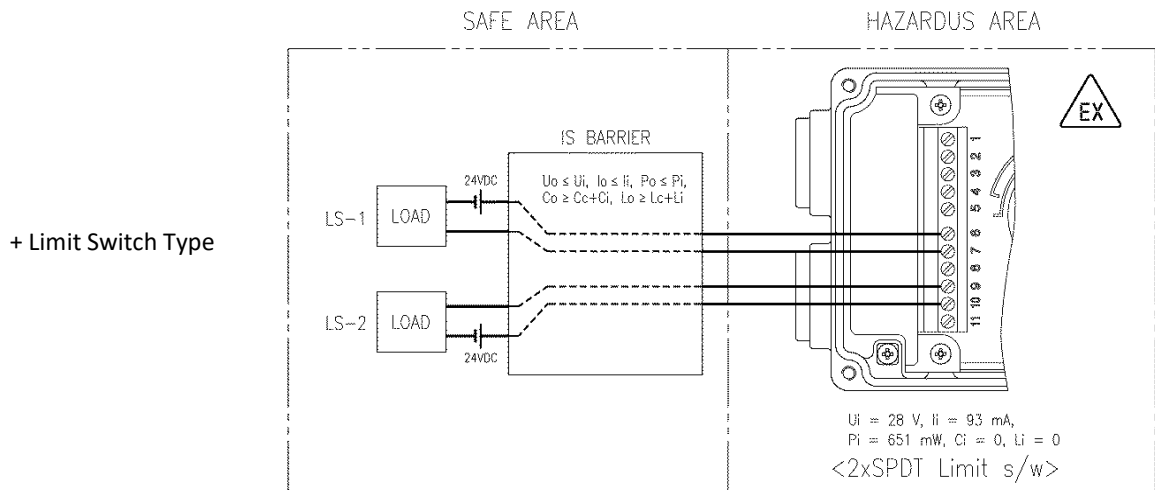 SAFE AREA
HAZARDUS AREA
EX
IS BARRIER
Uo ≤ Ui, Io ≤ Ii, Po ≤ Pi,
Co ≥ Cc+Ci, Lo ≥ Lc+Li
24VDC
LS-1
LOAD
+ Limit Switch Type
LS-2
LOAD
24VDC
1
2
3
4
5
6
7
8
9
10
11
Ui = 28 V, Ii = 93 mA,
Pi = 651 mW, Ci = 0, Li = 0
<2xSPDT Limit s/w>